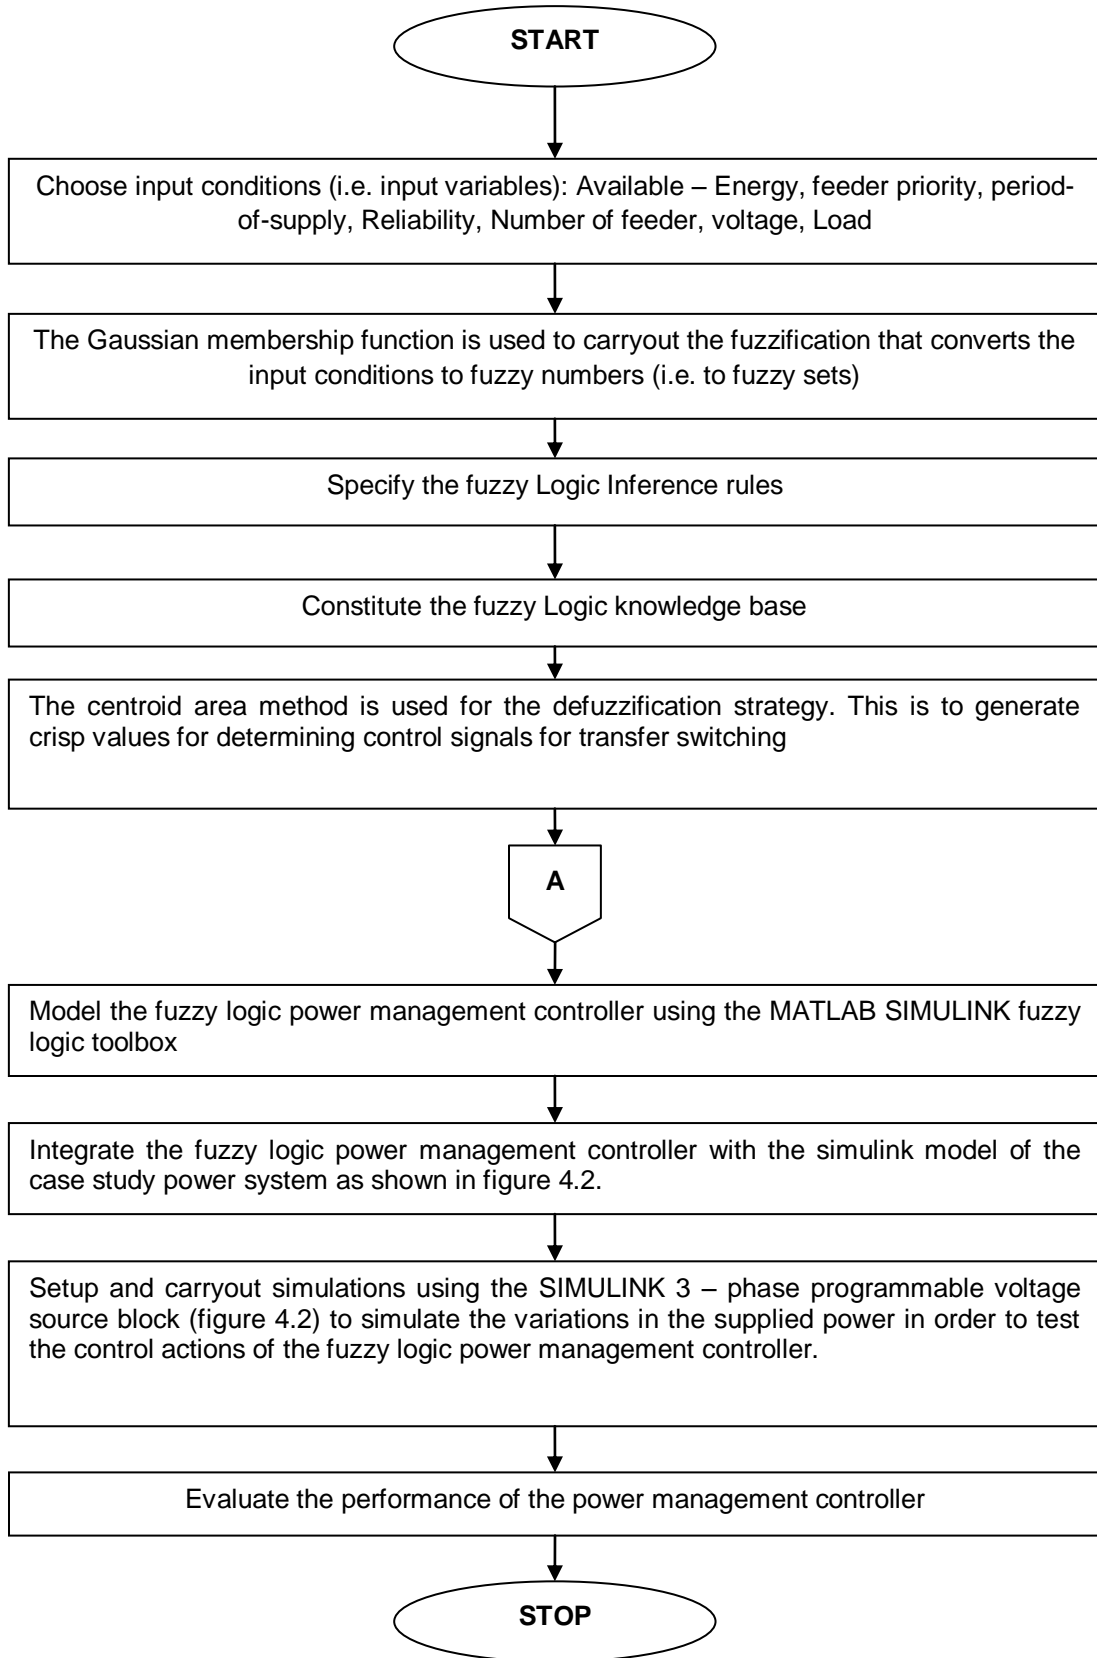 START
Choose input conditions (i.e. input variables): Available – Energy, feeder priority, period-
of-supply, Reliability, Number of feeder, voltage, Load
The Gaussian membership function is used to carryout the fuzzification that converts the
input conditions to fuzzy numbers (i.e. to fuzzy sets)
Specify the fuzzy Logic Inference rules
Constitute the fuzzy Logic knowledge base
The centroid area method is used for the defuzzification strategy. This is to generate
crisp values for determining control signals for transfer switching
A
Model the fuzzy logic power management controller using the MATLAB SIMULINK fuzzy
logic toolbox
Integrate the fuzzy logic power management controller with the simulink model of the
case study power system as shown in figure 4.2.
Setup and carryout simulations using the SIMULINK 3 – phase programmable voltage
source block (figure 4.2) to simulate the variations in the supplied power in order to test
the control actions of the fuzzy logic power management controller.
Evaluate the performance of the power management controller
STOP